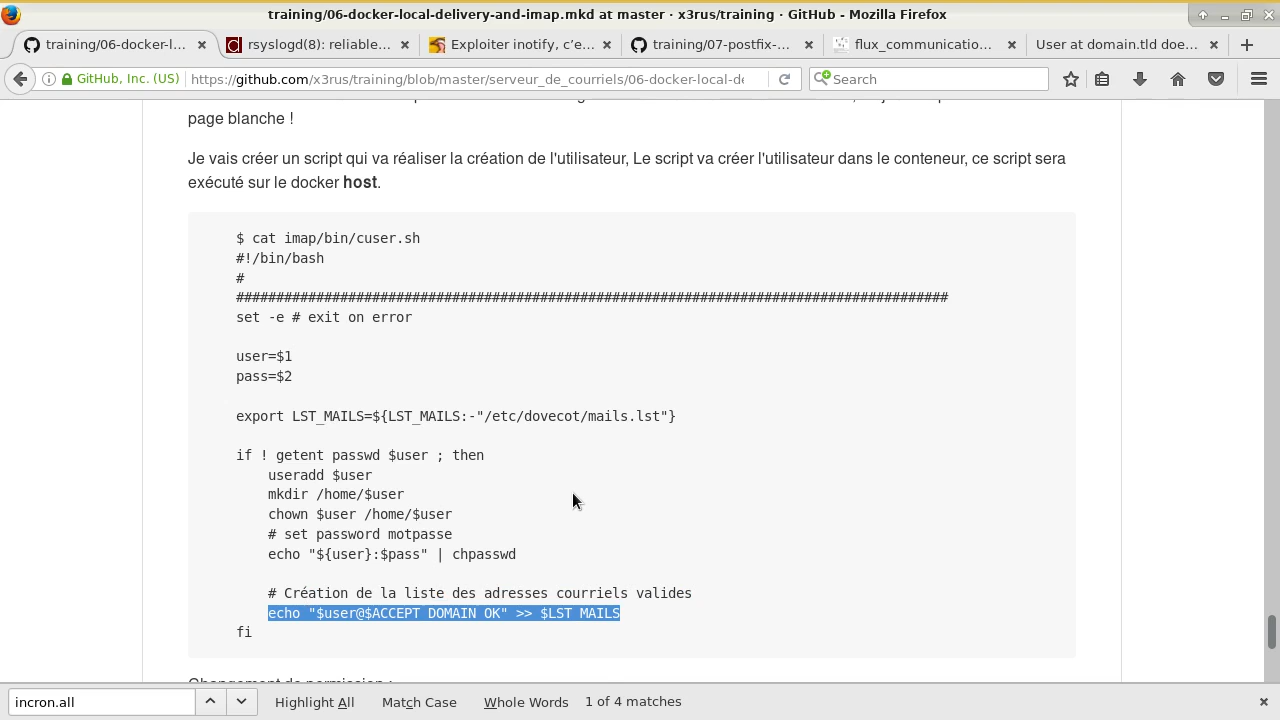 training/06-docker-local-delivery-and-imap.mkd at master · x3rus/training · GitHub - Mozilla Firefox
training/06-docker-l... × rsyslogd(8): reliable... × Exploiter inotify, c'e... × training/07-postfix-... × flux_communicatio... × User at domain.tld doe... × +
GitHub, Inc. (US) https://github.com/x3rus/training/blob/master/serveur_de_courriels/06-docker-local-de Search
page blanche !
Je vais créer un script qui va réaliser la création de l'utilisateur, Le script va créer l'utilisateur dans le conteneur, ce script sera
exécuté sur le docker host.
$ cat imap/bin/cuser.sh
#!/bin/bash
#
#########################################################################################
set -e # exit on error
user=$1
pass=$2
export LST_MAILS=${LST_MAILS:-"/etc/dovecot/mails.lst"}
if ! getent passwd $user ; then
useradd $user
mkdir /home/$user
chown $user /home/$user
# set password motpasse
echo "${user}:$pass" | chpasswd
# Création de la liste des adresses courriels valides
echo "$user@$ACCEPT_DOMAIN_OK" >> $LST_MAILS
fi
Changement de permission :
incron.all Highlight All Match Case Whole Words 1 of 4 matches